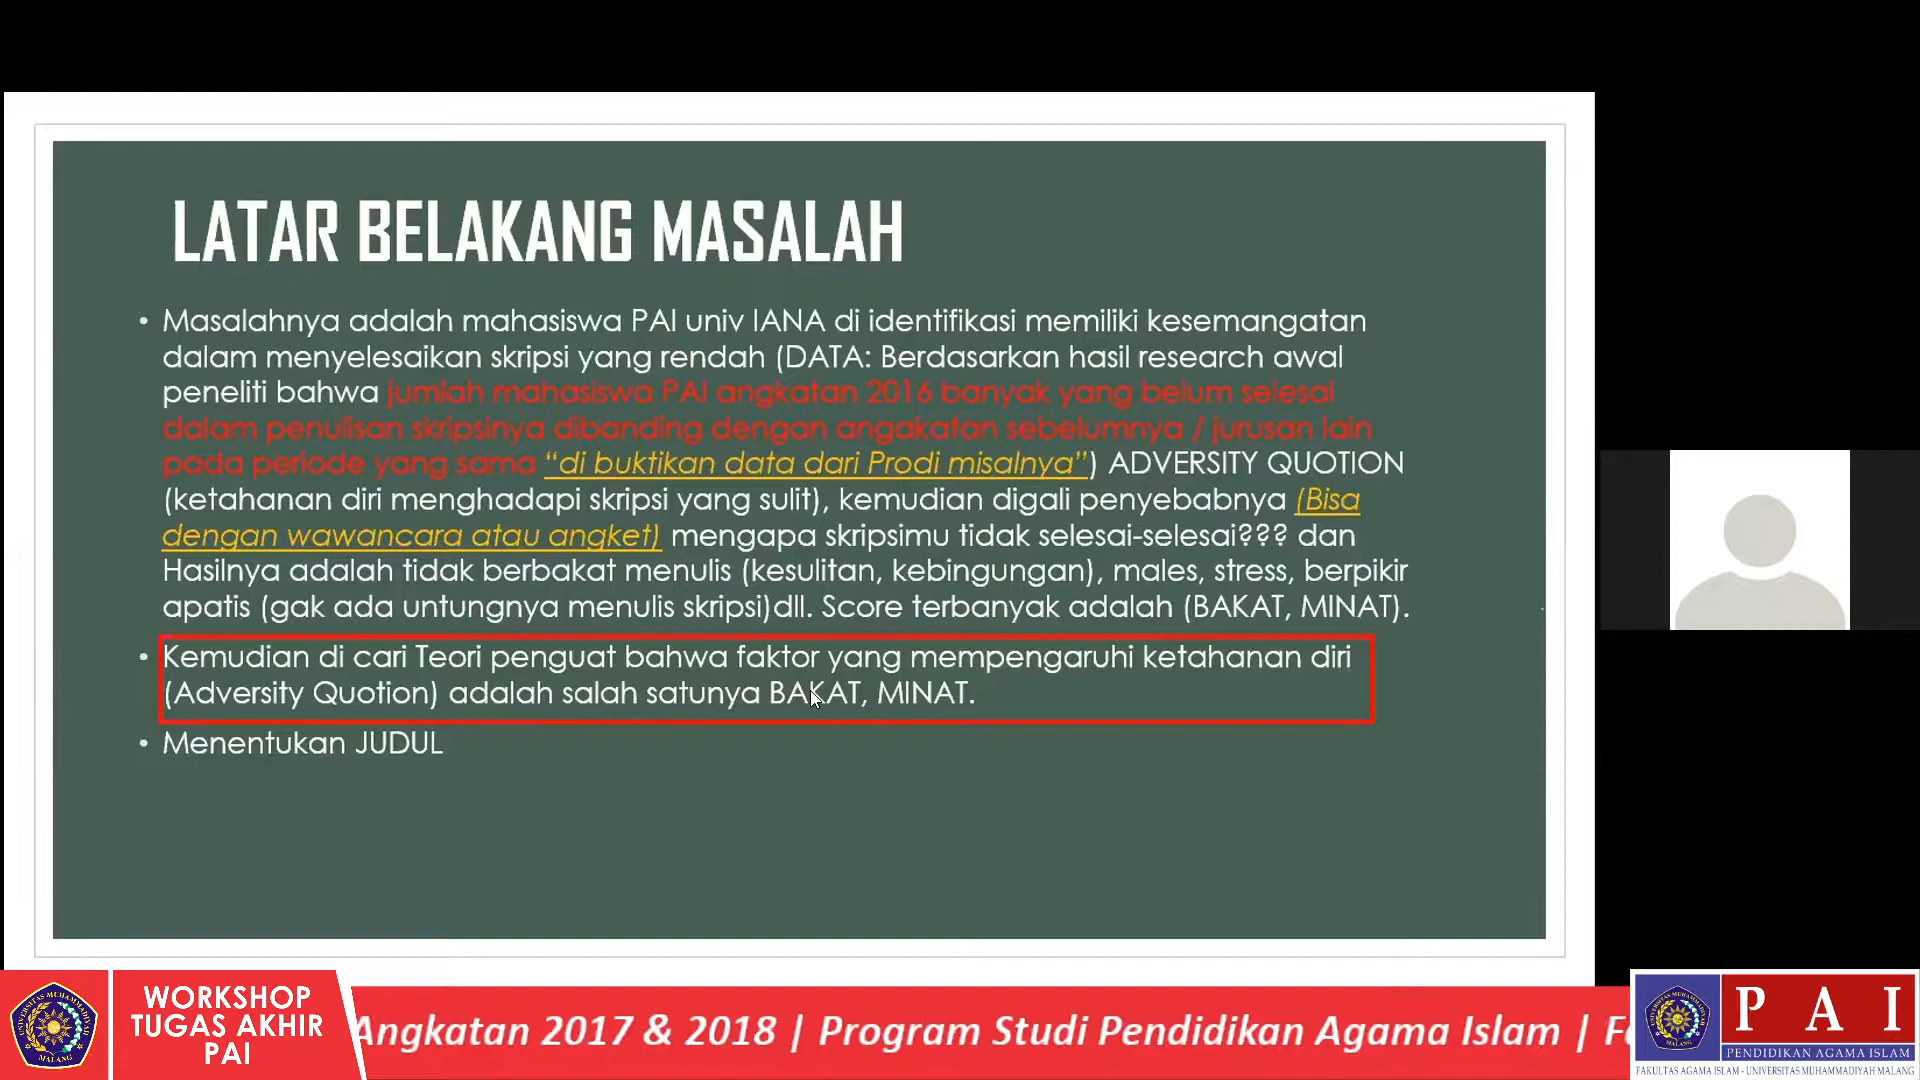 LATAR BELAKANG MASALAH
• Masalahnya adalah mahasiswa PAI univ IANA di identifikasi memiliki kesemangatan
dalam menyelesaikan skripsi yang rendah (DATA: Berdasarkan hasil research awal
peneliti bahwa jumlah mahasiswa PAI angkatan 2016 banyak yang belum selesai
dalam penulisan skripsinya dibanding dengan angakatan sebelumnya / jurusan lain
pada periode yang sama “di buktikan data dari Prodi misalnya”) ADVERSITY QUOTION
(ketahanan diri menghadapi skripsi yang sulit), kemudian digali penyebabnya (Bisa
dengan wawancara atau angket) mengapa skripsimu tidak selesai-selesai??? dan
Hasilnya adalah tidak berbakat menulis (kesulitan, kebingungan), males, stress, berpikir
apatis (gak ada untungnya menulis skripsi)dll. Score terbanyak adalah (BAKAT, MINAT).
• Kemudian di cari Teori penguat bahwa faktor yang mempengaruhi ketahanan diri
(Adversity Quotion) adalah salah satunya BAKAT, MINAT.
• Menentukan JUDUL
WORKSHOP
TUGAS AKHIR
PAI
Angkatan 2017 & 2018 | Program Studi Pendidikan Agama Islam |
PAI
PENDIDIKAN AGAMA ISLAM
FAKULTAS AGAMA ISLAM - UNIVERSITAS MUHAMMADIYAH MALANG
UNIVERSITAS MUHAMMADIYAH
MALANG